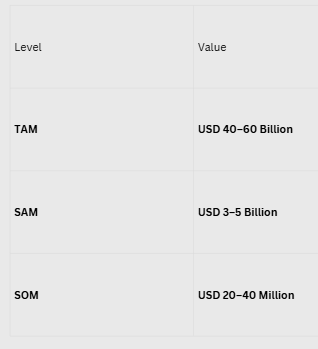 Level Value
TAM USD 40–60 Billion
SAM USD 3–5 Billion
SOM USD 20–40 Million